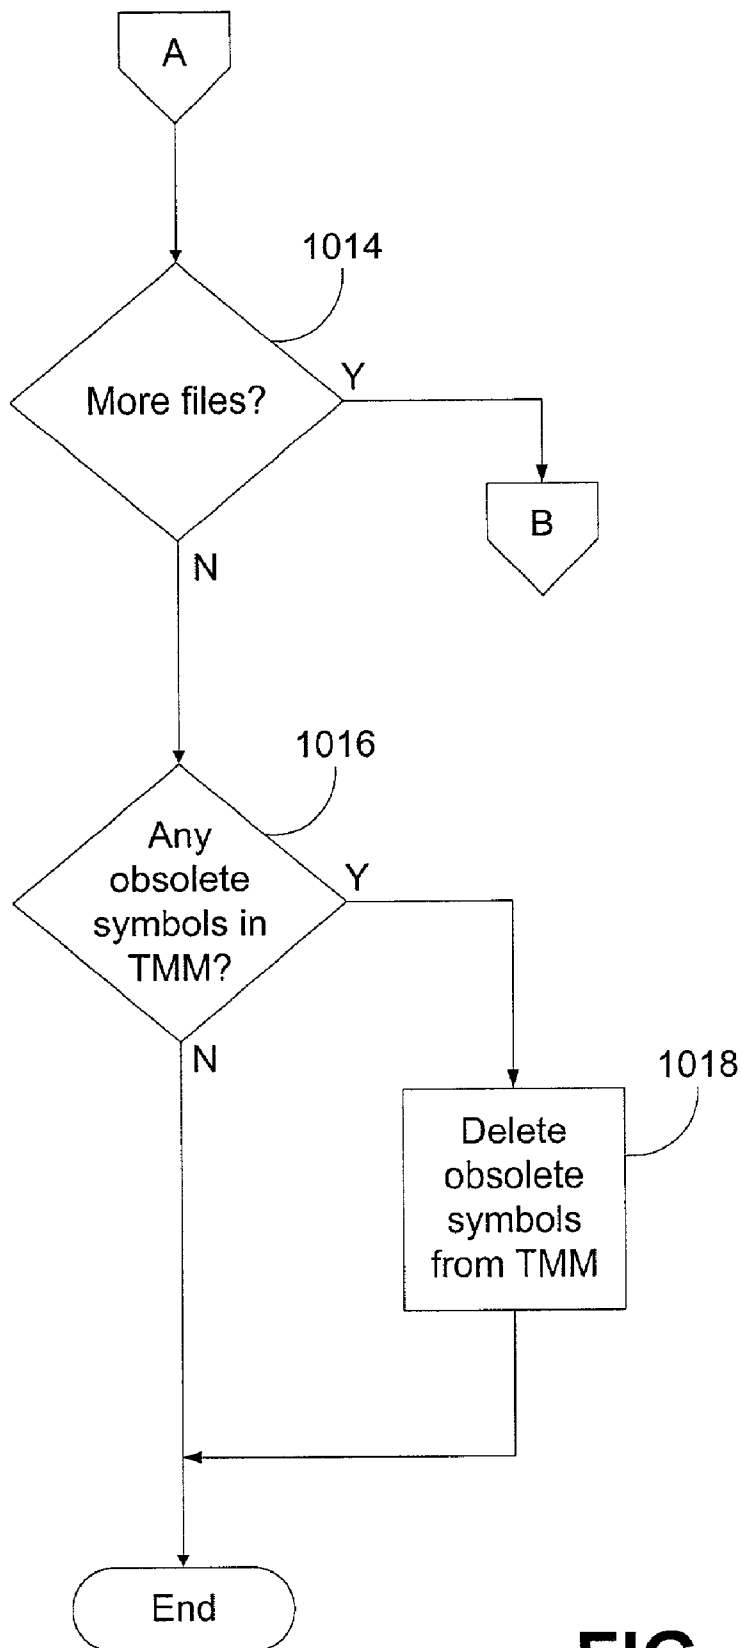 A
1014
More files?
Y
B
N
1016
Any
obsolete
symbols in
TMM?
Y
N
1018
Delete
obsolete
symbols
from TMM
End
FIG